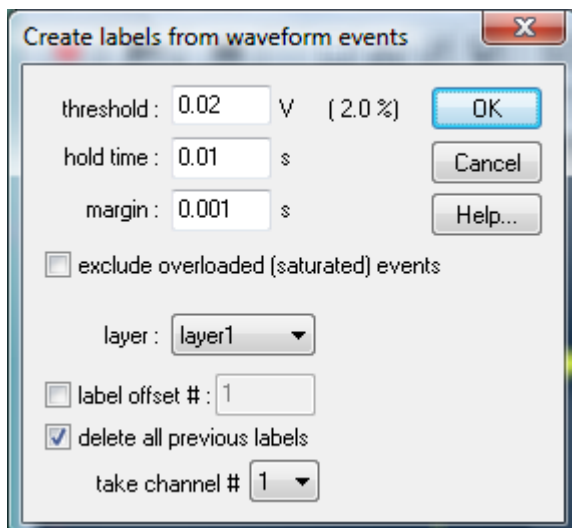 Create labels from waveform events
threshold : 0.02 V ( 2.0 %) OK
hold time : 0.01 s Cancel
margin : 0.001 s Help...
exclude overloaded (saturated) events
layer : layer1
label offset # : 1
delete all previous labels
take channel # 1